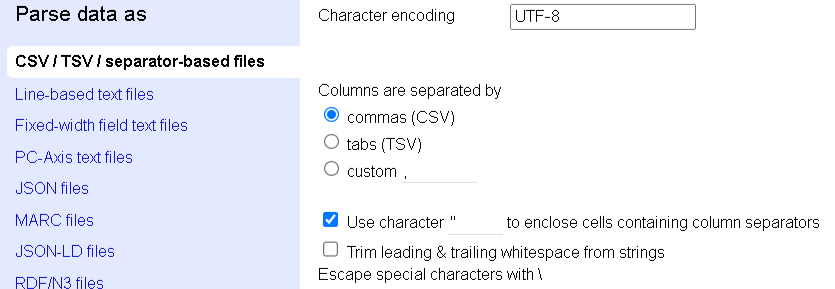 Parse data as
CSV / TSV / separator-based files
Line-based text files
Fixed-width field text files
PC-Axis text files
JSON files
MARC files
JSON-LD files
RDF/N3 files
Character encoding UTF-8
Columns are separated by
commas (CSV)
tabs (TSV)
custom ,
Use character " to enclose cells containing column separators
Trim leading & trailing whitespace from strings
Escape special characters with \